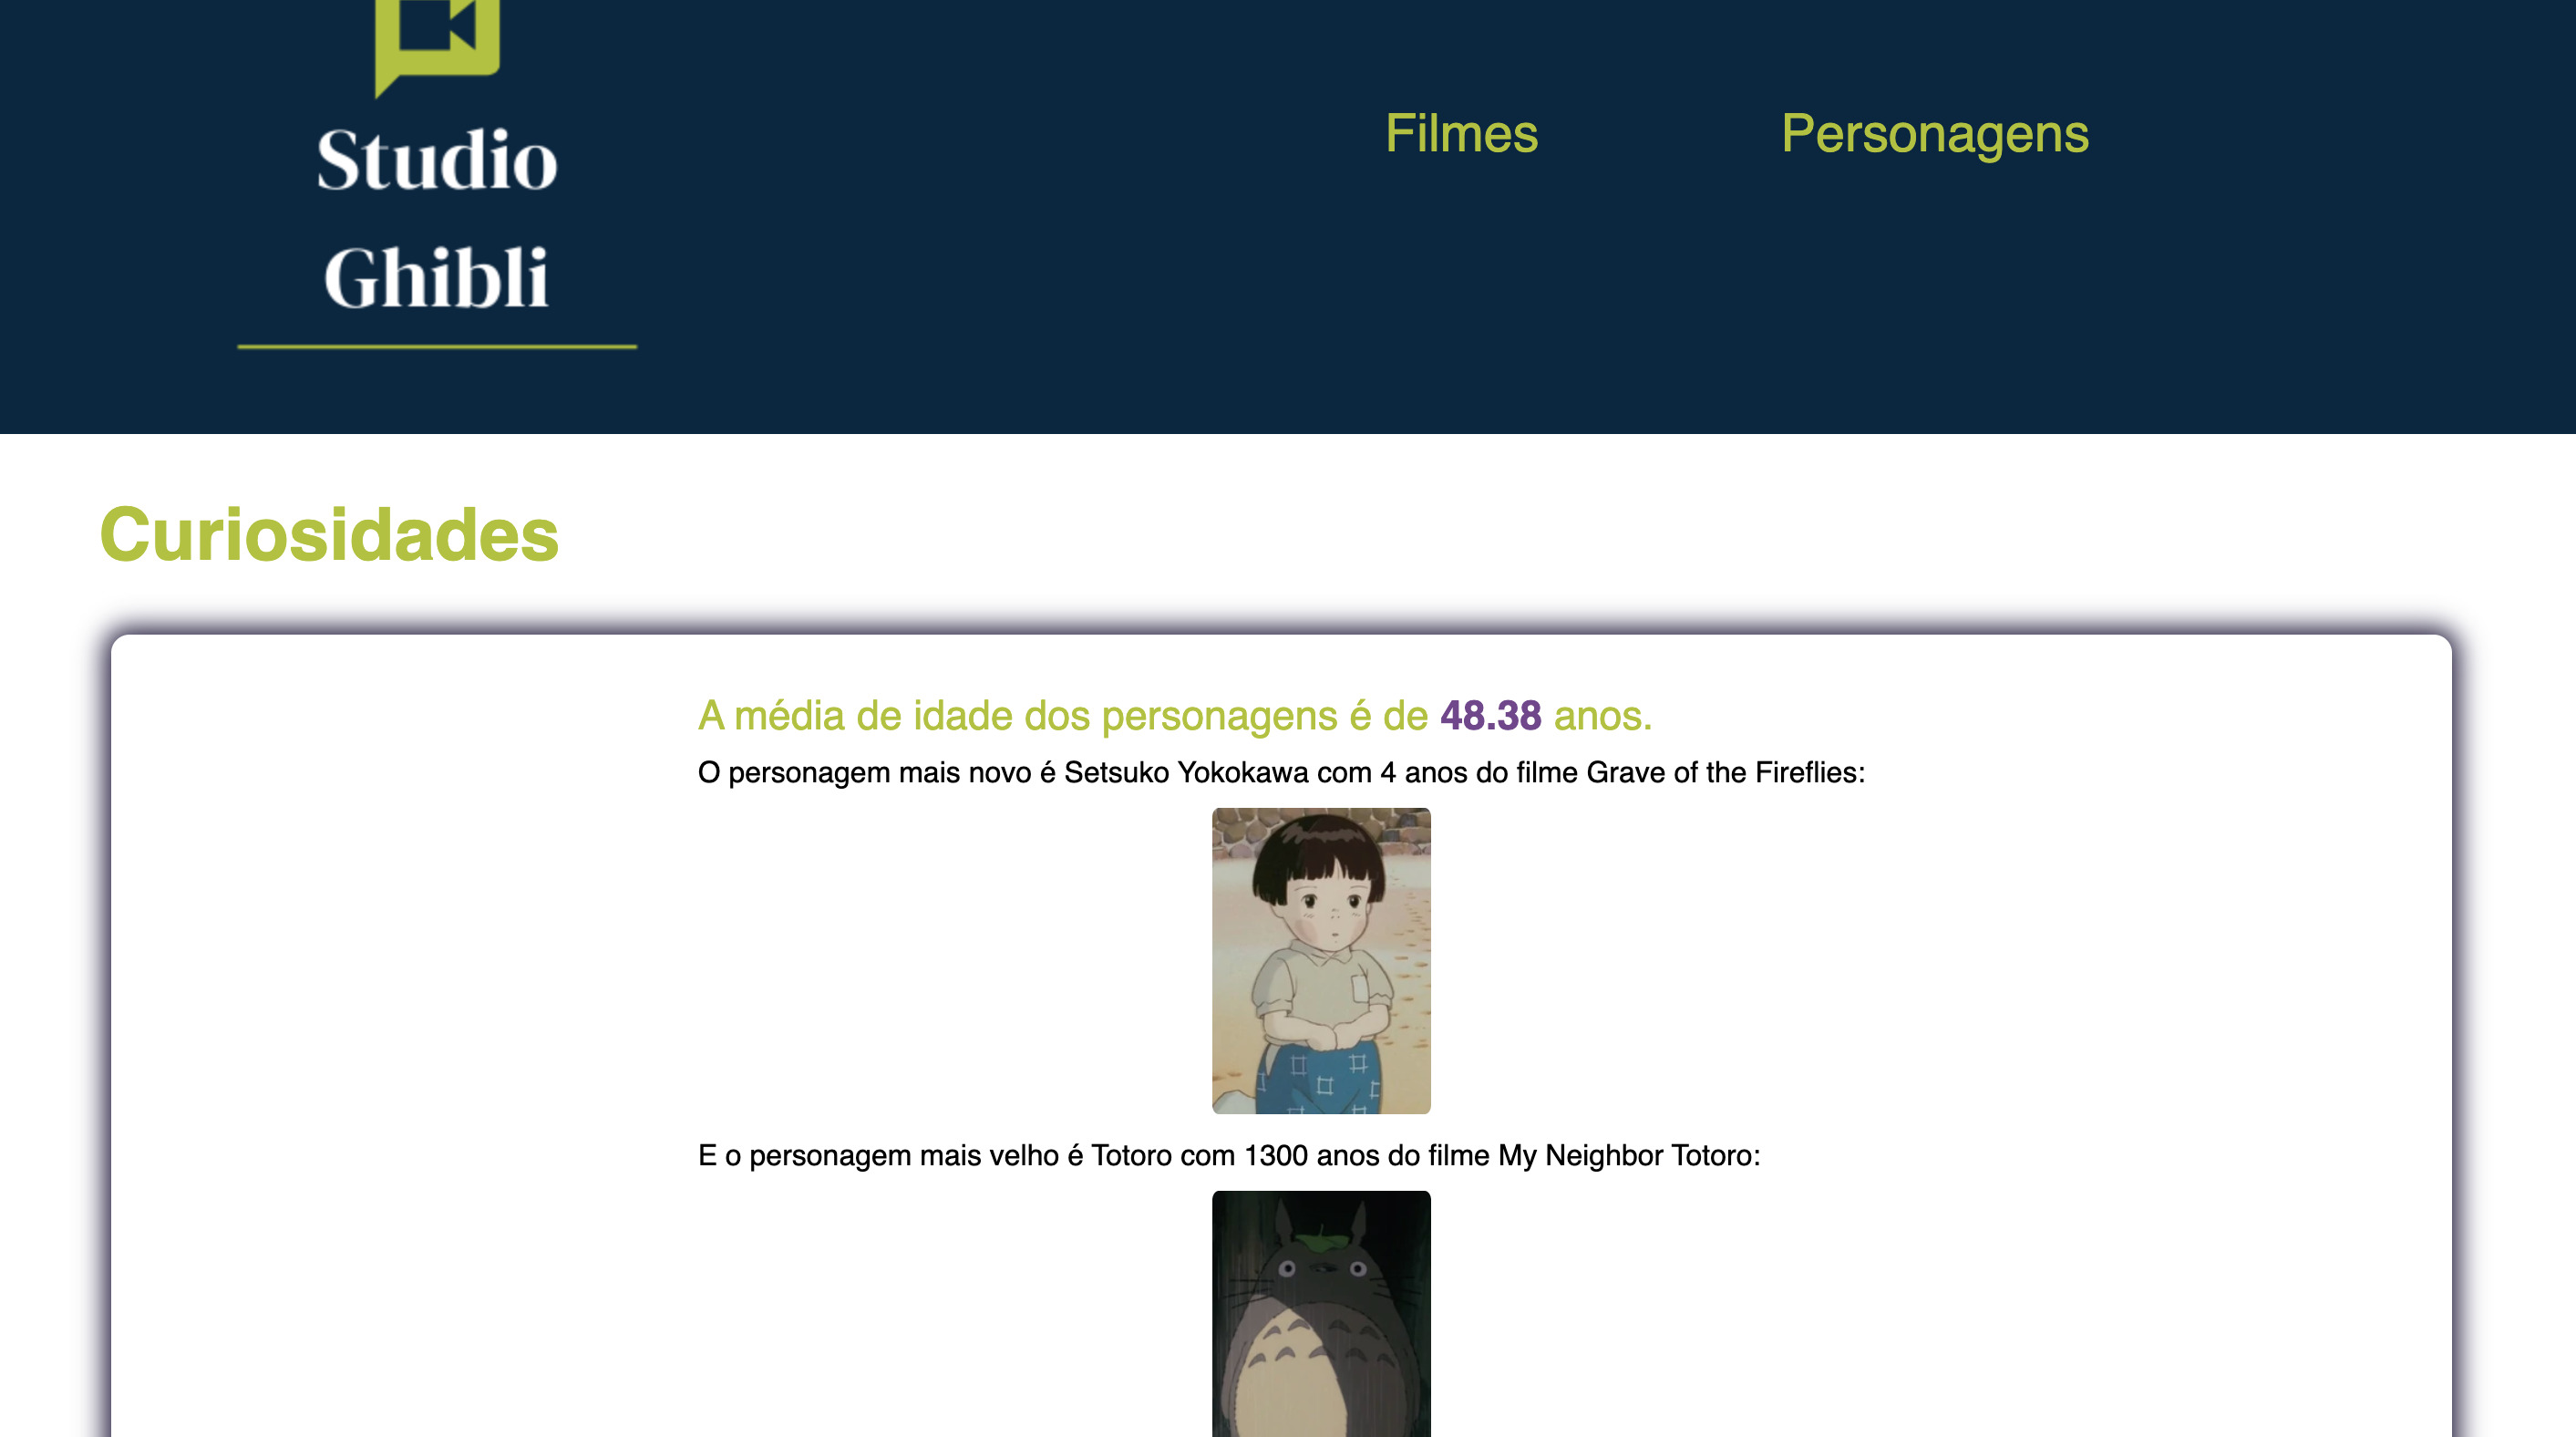 Studio
Ghibli
Filmes
Personagens
Curiosidades
A média de idade dos personagens é de 48.38 anos.
O personagem mais novo é Setsuko Yokokawa com 4 anos do filme Grave of the Fireflies:
E o personagem mais velho é Totoro com 1300 anos do filme My Neighbor Totoro: